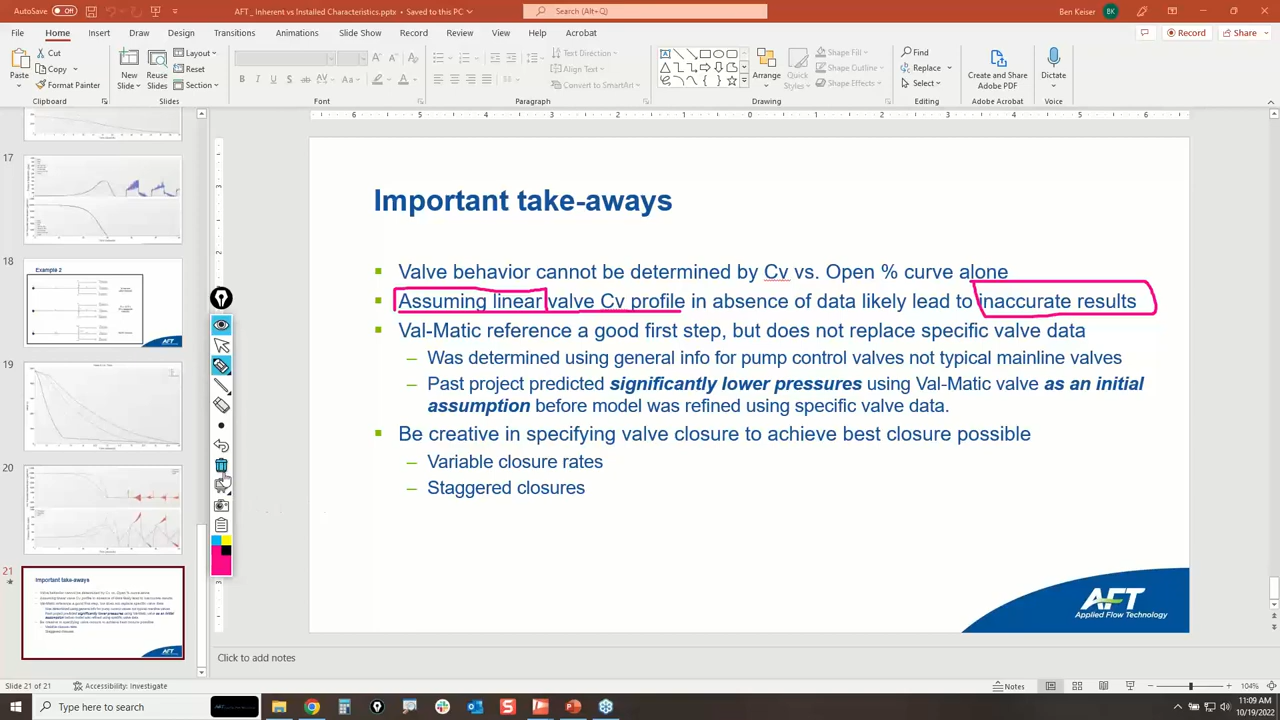 AutoSave Off AFT _ Inherent vs Installed Characteristics.pptx • Saved to this PC Search (Alt+Q) Ben Keiser BK
File Home Insert Draw Design Transitions Animations Slide Show Record Review View Help Acrobat Record Share
Paste Cut Copy Format Painter New Slide Reuse Slides Layout Reset Section
Text Direction Align Text Convert to SmartArt
Arrange Quick Styles Shape Fill Shape Outline Shape Effects Find Replace Select Create and Share Adobe PDF Dictate
Clipboard Slides Font Paragraph Drawing Editing Adobe Acrobat Voice
17
18
Example 2
19
20
21
Important take-aways
Important take-aways
Valve behavior cannot be determined by Cv vs. Open % curve alone
Assuming linear valve Cv profile in absence of data likely lead to inaccurate results
Val-Matic reference a good first step, but does not replace specific valve data
– Was determined using general info for pump control valves not typical mainline valves
– Past project predicted significantly lower pressures using Val-Matic valve as an initial
assumption before model was refined using specific valve data.
Be creative in specifying valve closure to achieve best closure possible
– Variable closure rates
– Staggered closures
AFT
Applied Flow Technology
Click to add notes
Slide 21 of 21 Accessibility: Investigate Notes 104%
Type here to search
11:09 AM
10/19/2022